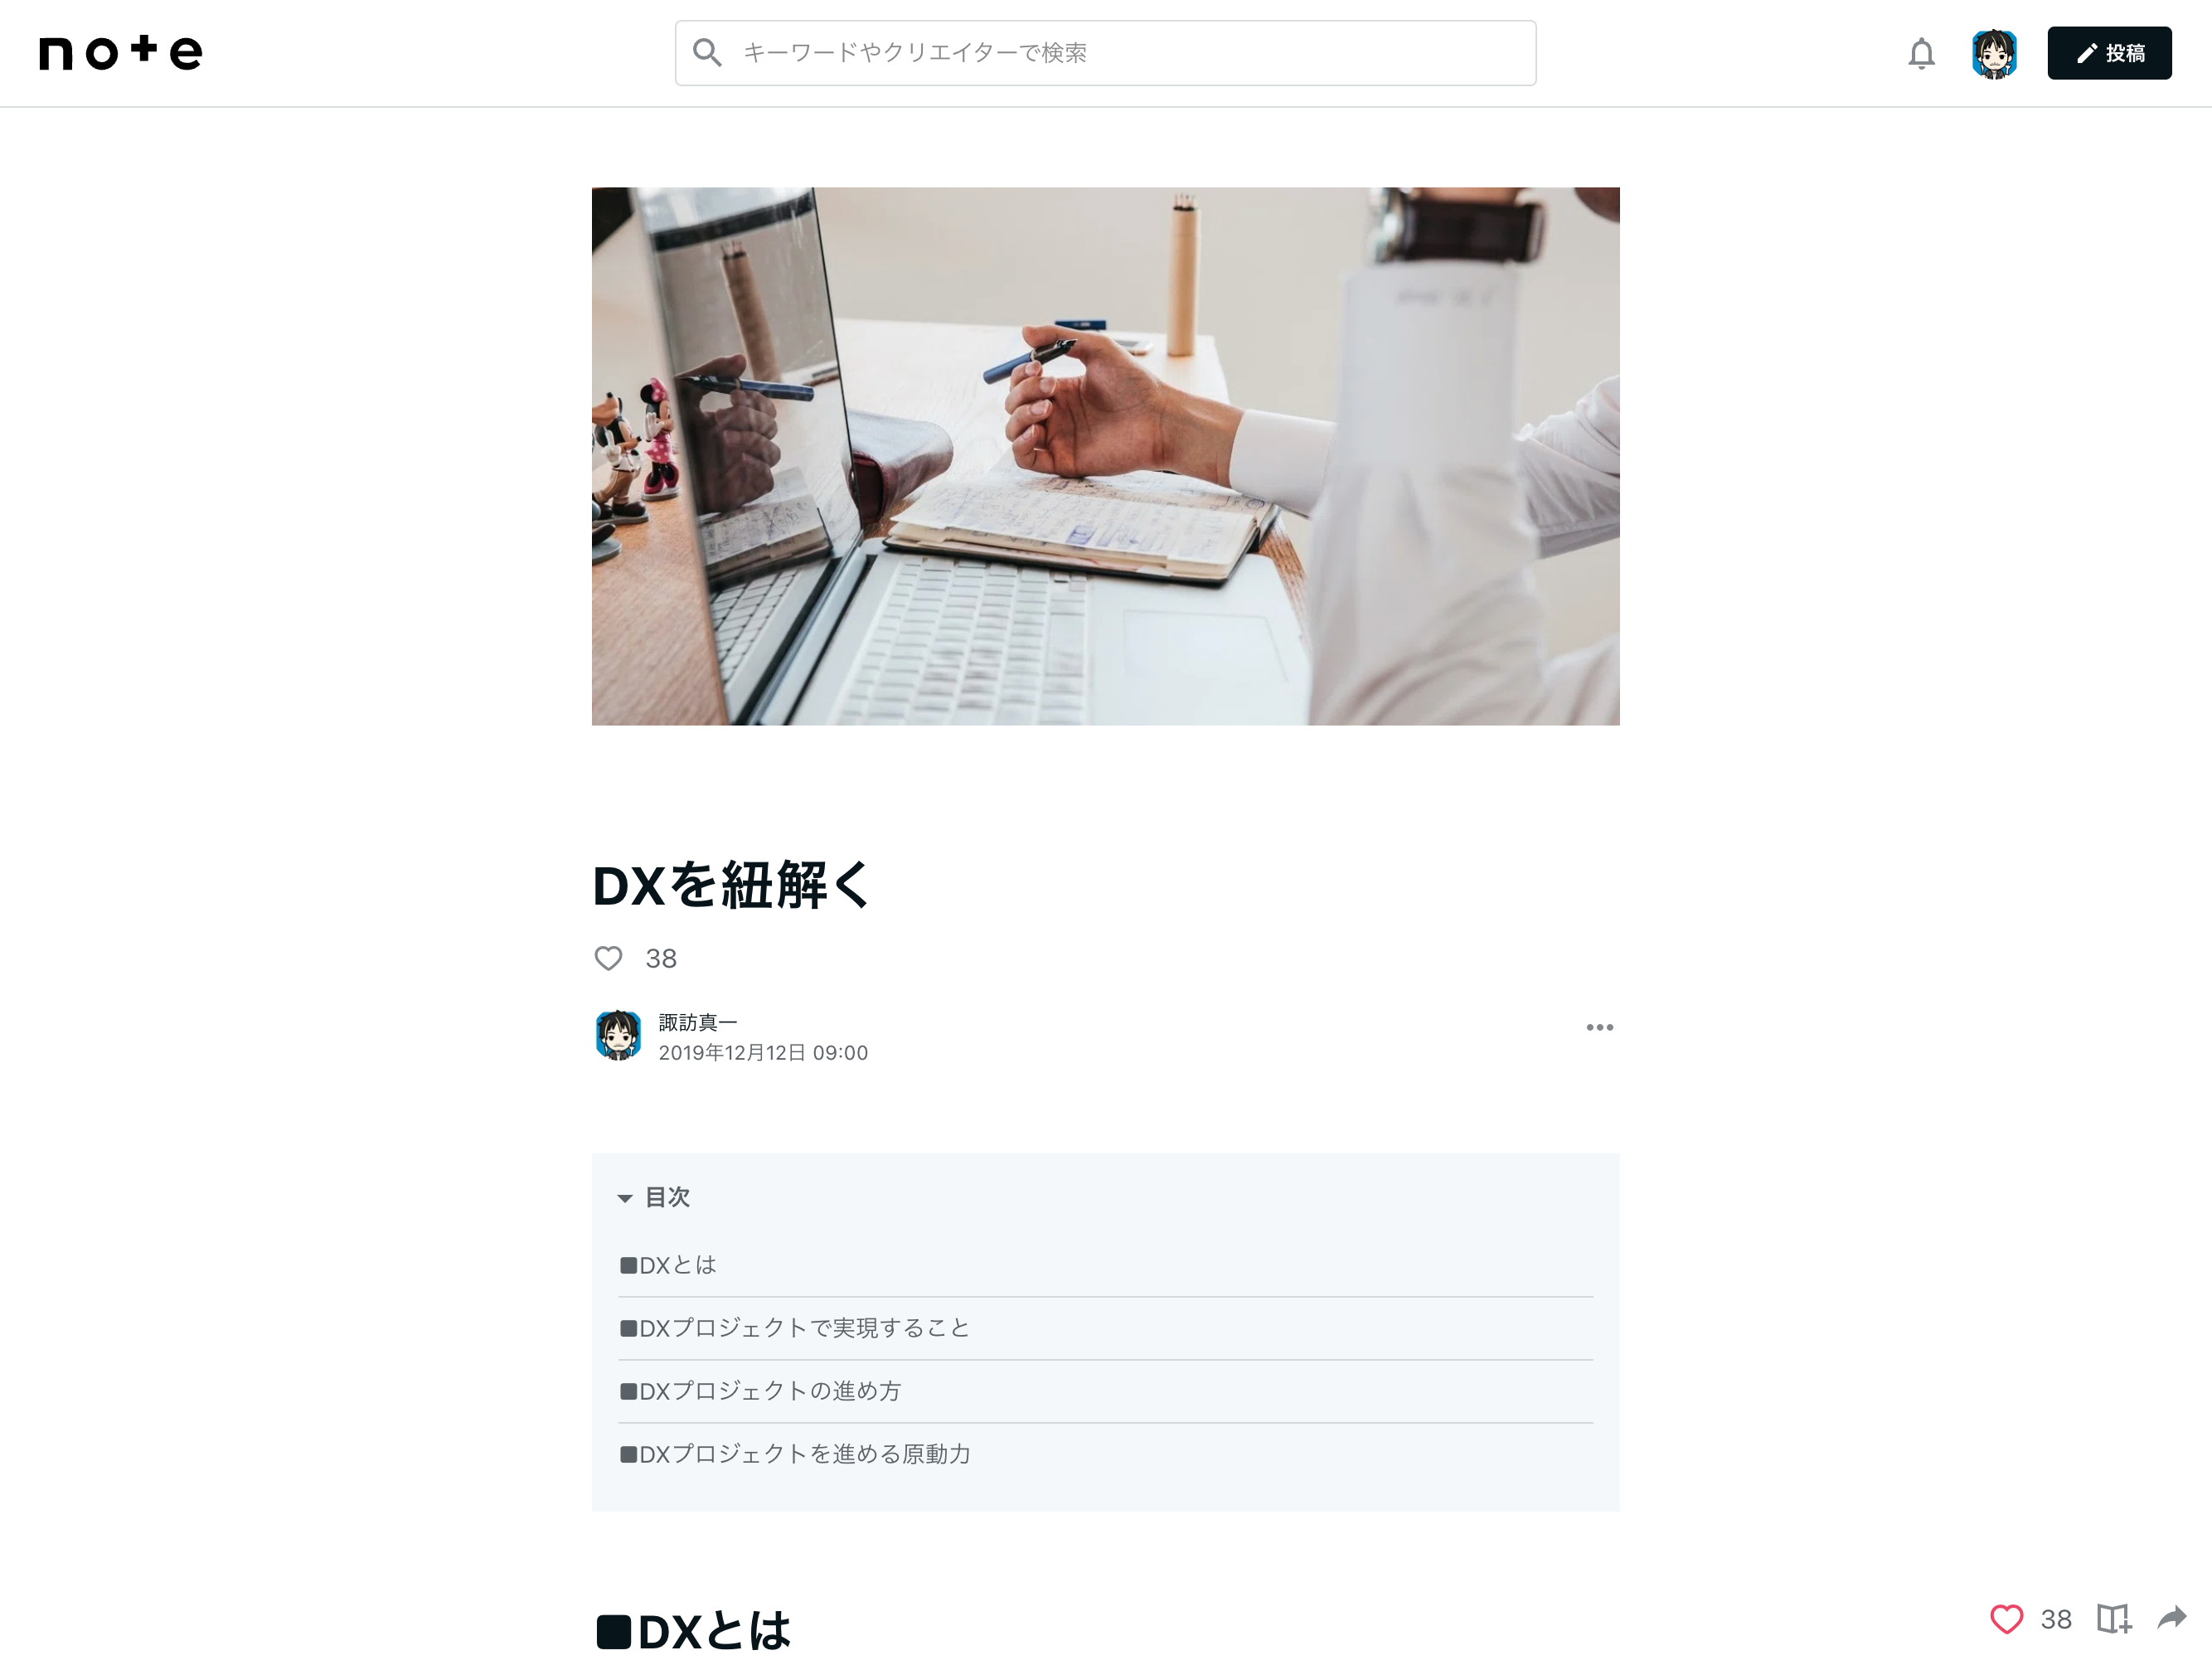 note
キーワードやクリエイターで検索
投稿
DXを紐解く
38
諏訪真一
2019年12月12日 09:00
目次
■DXとは
■DXプロジェクトで実現すること
■DXプロジェクトの進め方
■DXプロジェクトを進める原動力
■DXとは
38